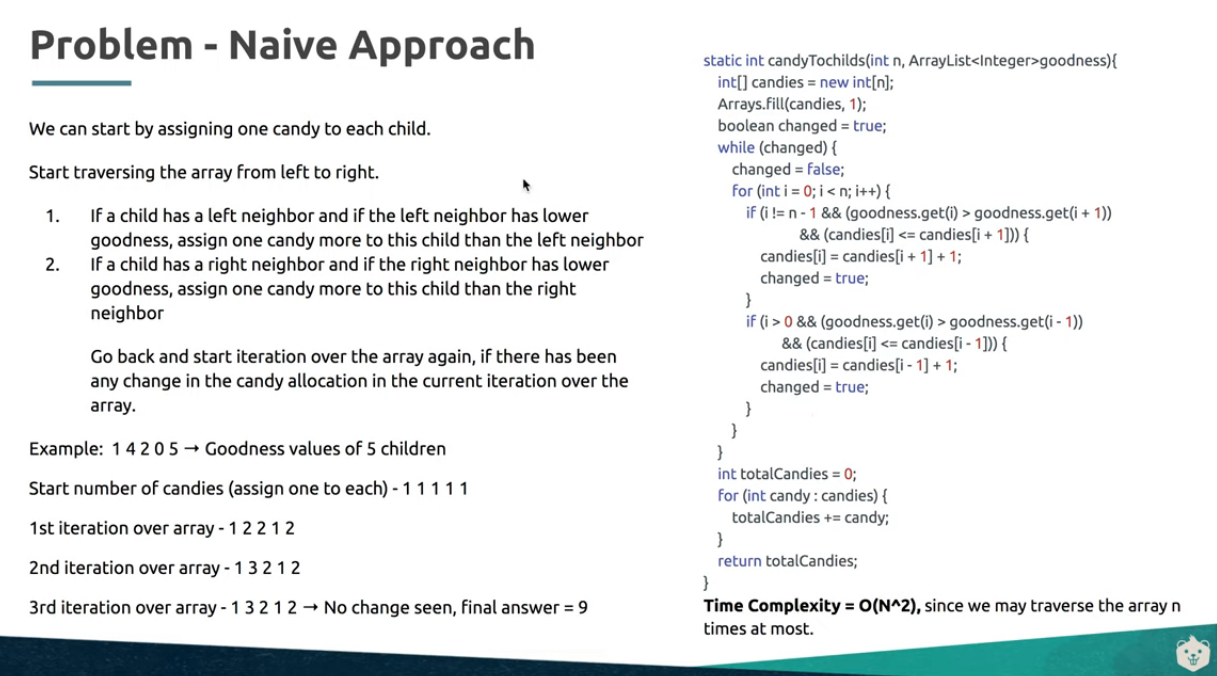 Problem - Naive Approach
We can start by assigning one candy to each child.
Start traversing the array from left to right.
1. If a child has a left neighbor and if the left neighbor has lower
goodness, assign one candy more to this child than the left neighbor
2. If a child has a right neighbor and if the right neighbor has lower
goodness, assign one candy more to this child than the right
neighbor
Go back and start iteration over the array again, if there has been
any change in the candy allocation in the current iteration over the
array.
Example: 1 4 2 0 5 → Goodness values of 5 children
Start number of candies (assign one to each) - 1 1 1 1 1
1st iteration over array - 1 2 2 1 2
2nd iteration over array - 1 3 2 1 2
3rd iteration over array - 1 3 2 1 2 → No change seen, final answer = 9
static int candyTochilds(int n, ArrayList<Integer>goodness){
int[] candies = new int[n];
Arrays.fill(candies, 1);
boolean changed = true;
while (changed) {
changed = false;
for (int i = 0; i < n; i++) {
if (i != n - 1 && (goodness.get(i) > goodness.get(i + 1))
&& (candies[i] <= candies[i + 1])) {
candies[i] = candies[i + 1] + 1;
changed = true;
}
if (i > 0 && (goodness.get(i) > goodness.get(i - 1))
&& (candies[i] <= candies[i - 1])) {
candies[i] = candies[i - 1] + 1;
changed = true;
}
}
}
int totalCandies = 0;
for (int candy : candies) {
totalCandies += candy;
}
return totalCandies;
}
Time Complexity = O(N^2), since we may traverse the array n
times at most.